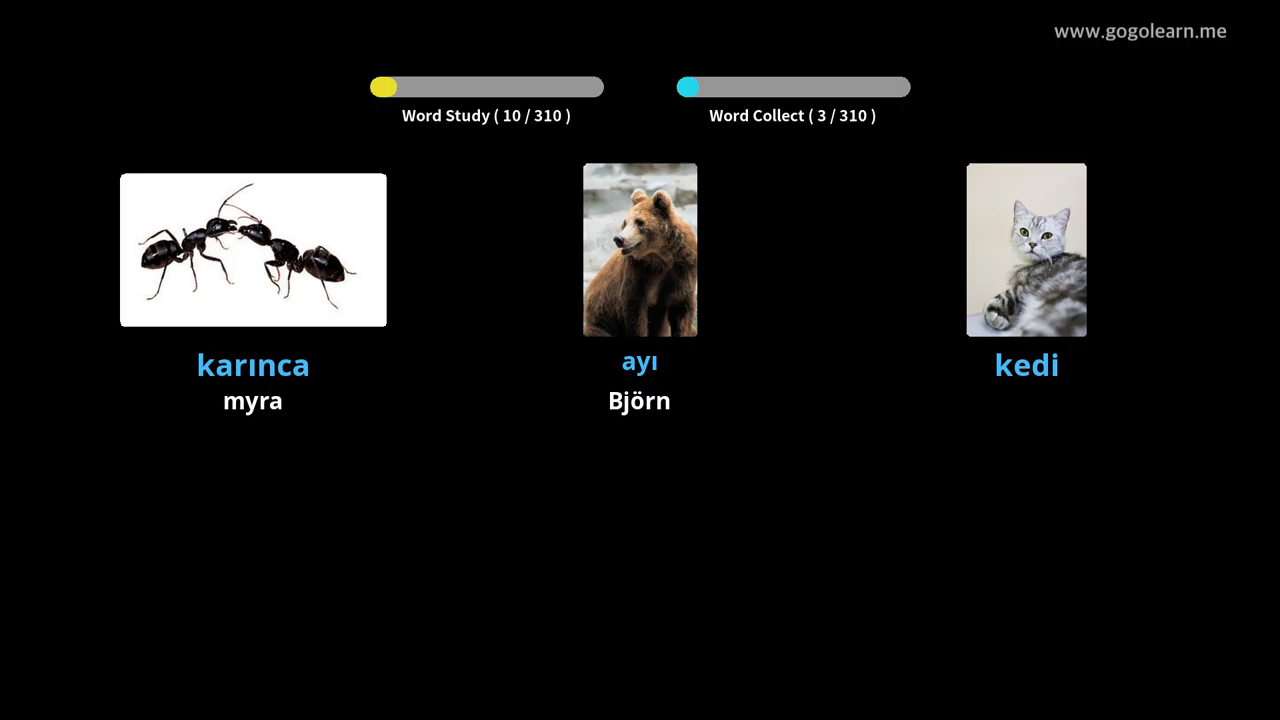 www.gogolearn.me
Word Study ( 10 / 310 )
Word Collect ( 3 / 310 )
karınca
myra
ayı
Björn
kedi